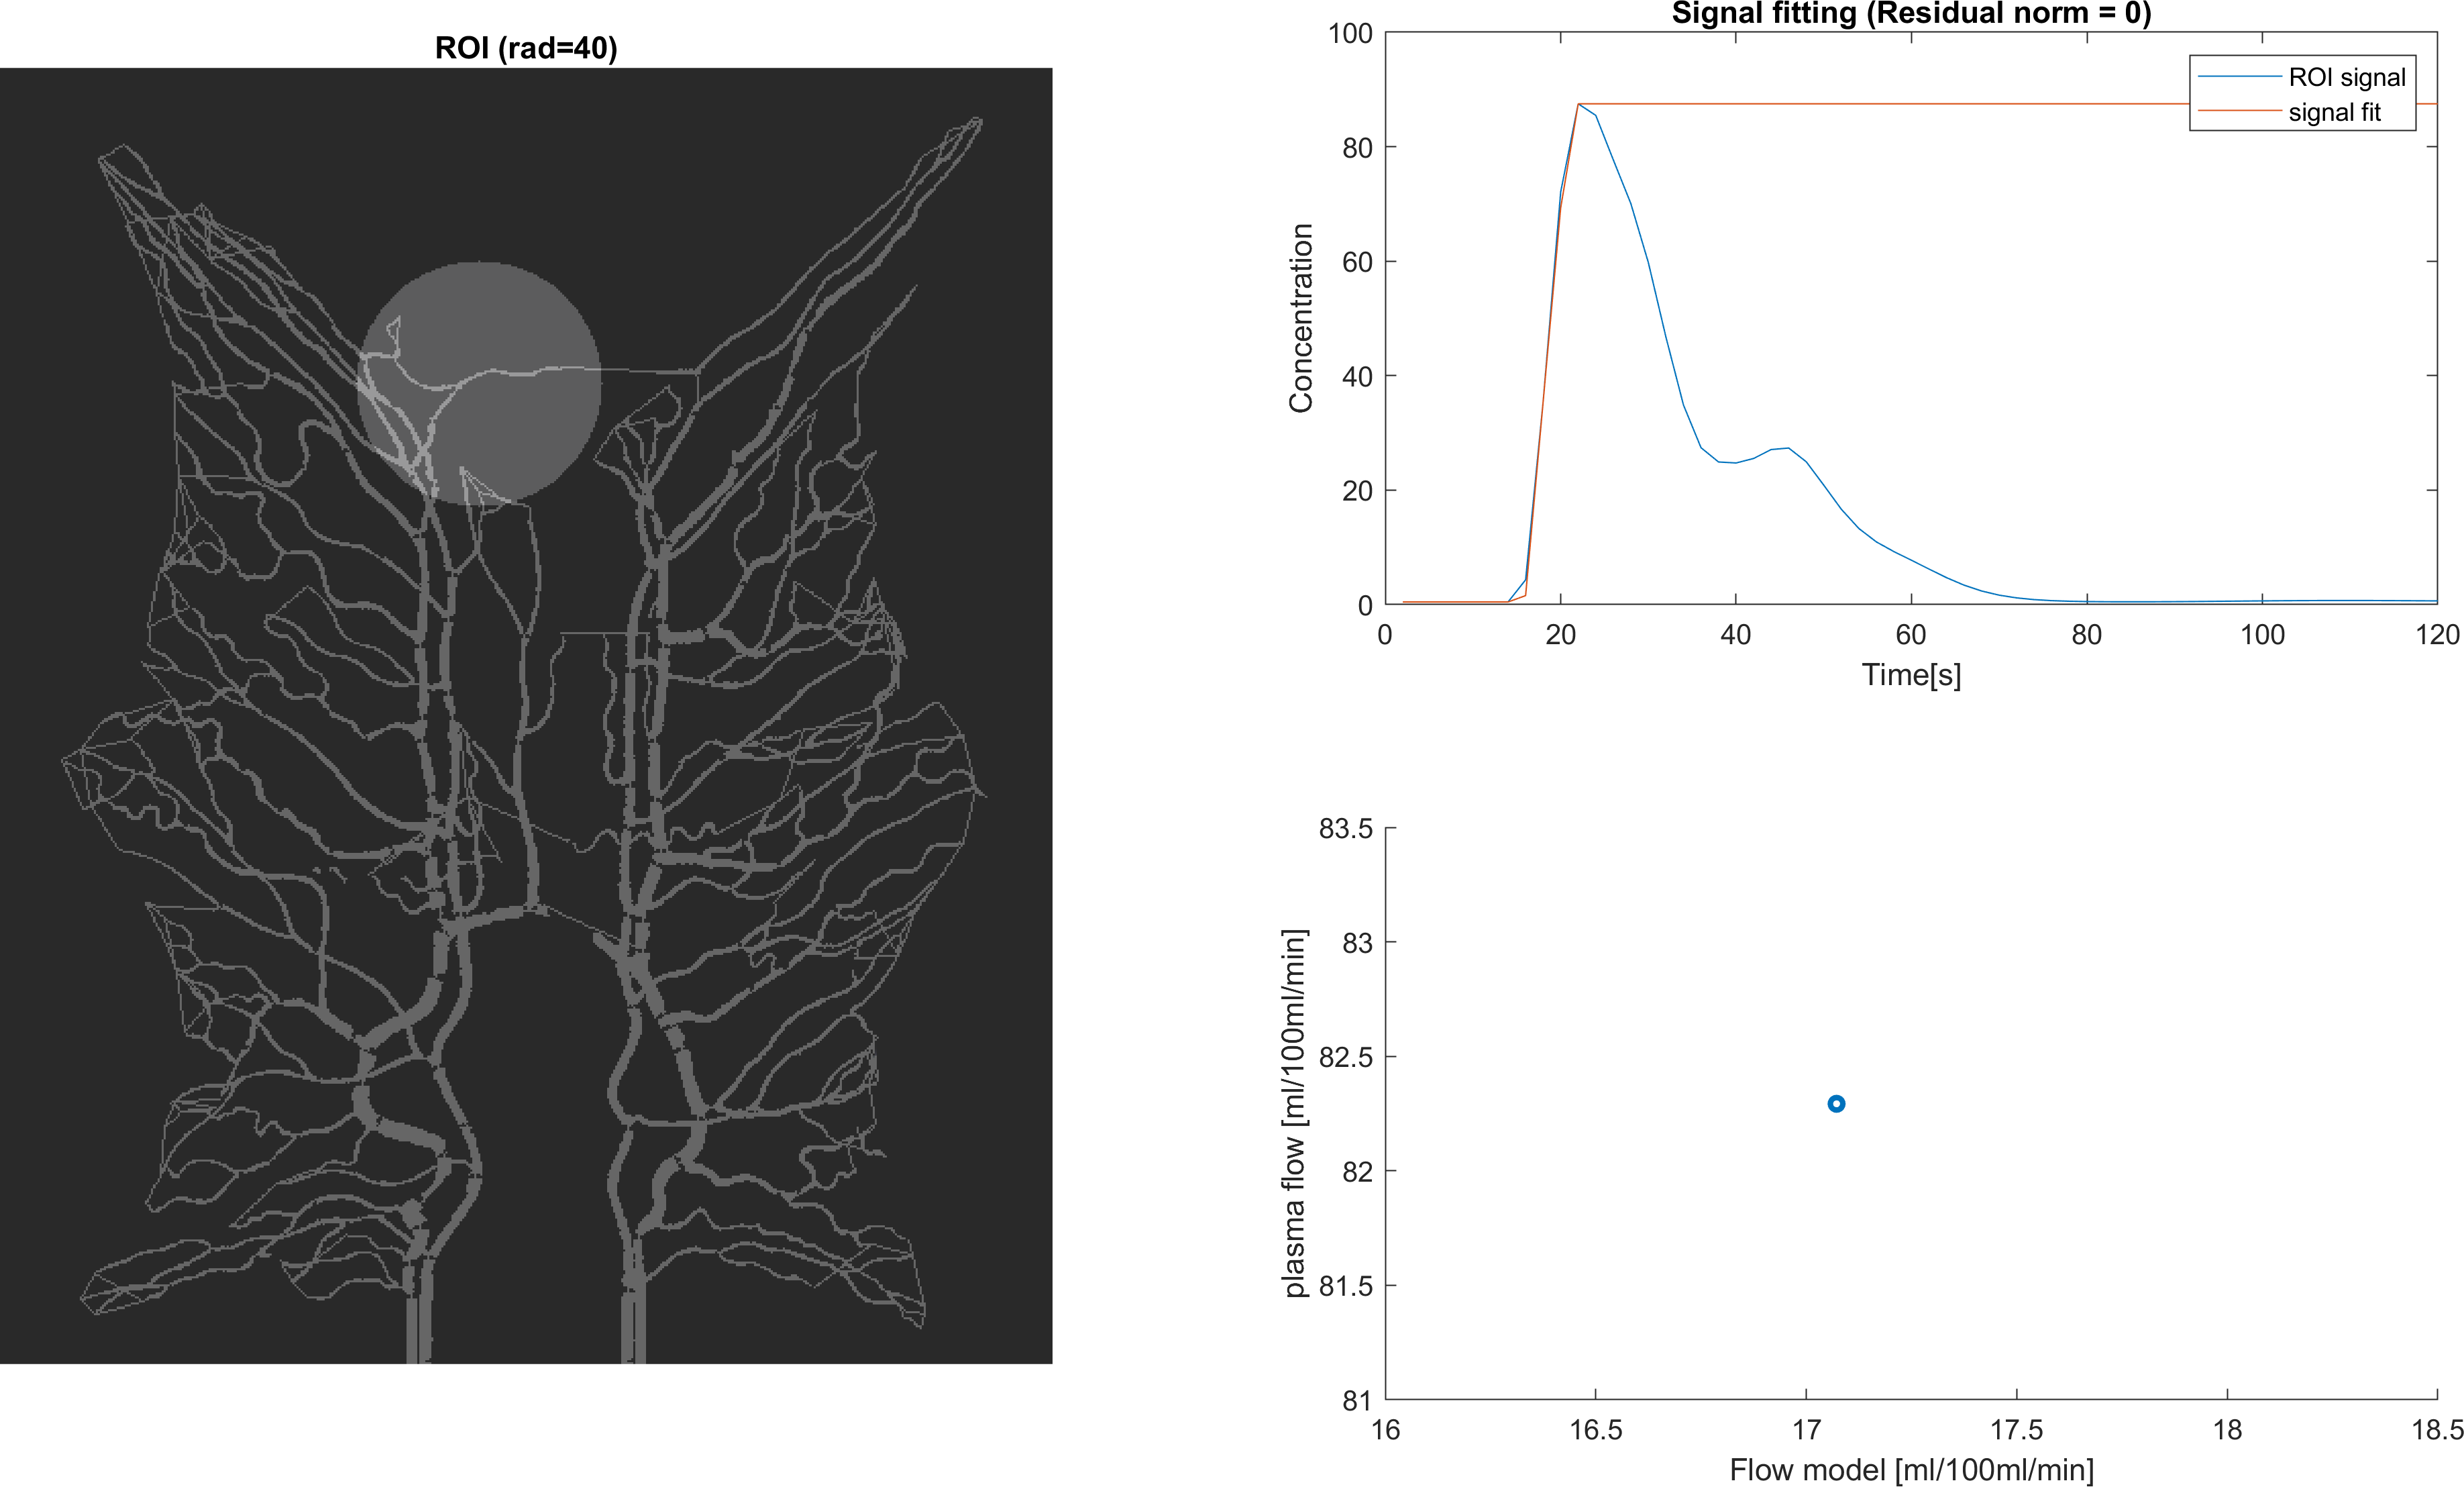 ROI (rad=40)
Signal fitting (Residual norm = 0)
100
80
60
40
20
0
Concentration
ROI signal
signal fit
0 20 40 60 80 100 120
Time[s]
83.5
83
82.5
82
81.5
81
plasma flow [ml/100ml/min]
16 16.5 17 17.5 18 18.5
Flow model [ml/100ml/min]